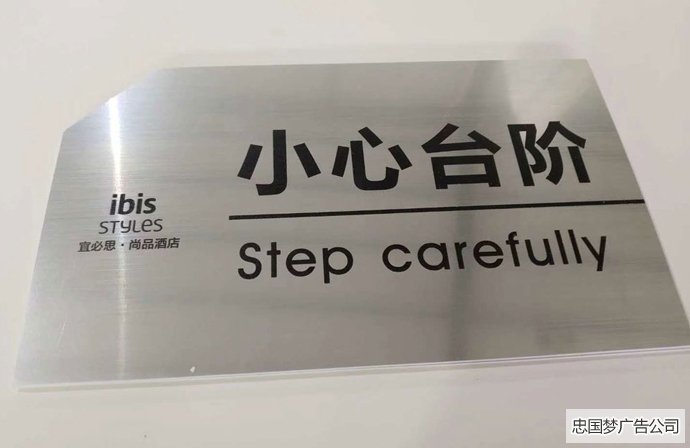 小心台阶
Step carefully
ibis
STYLES
宜必思·尚品酒店
忠国梦广告公司